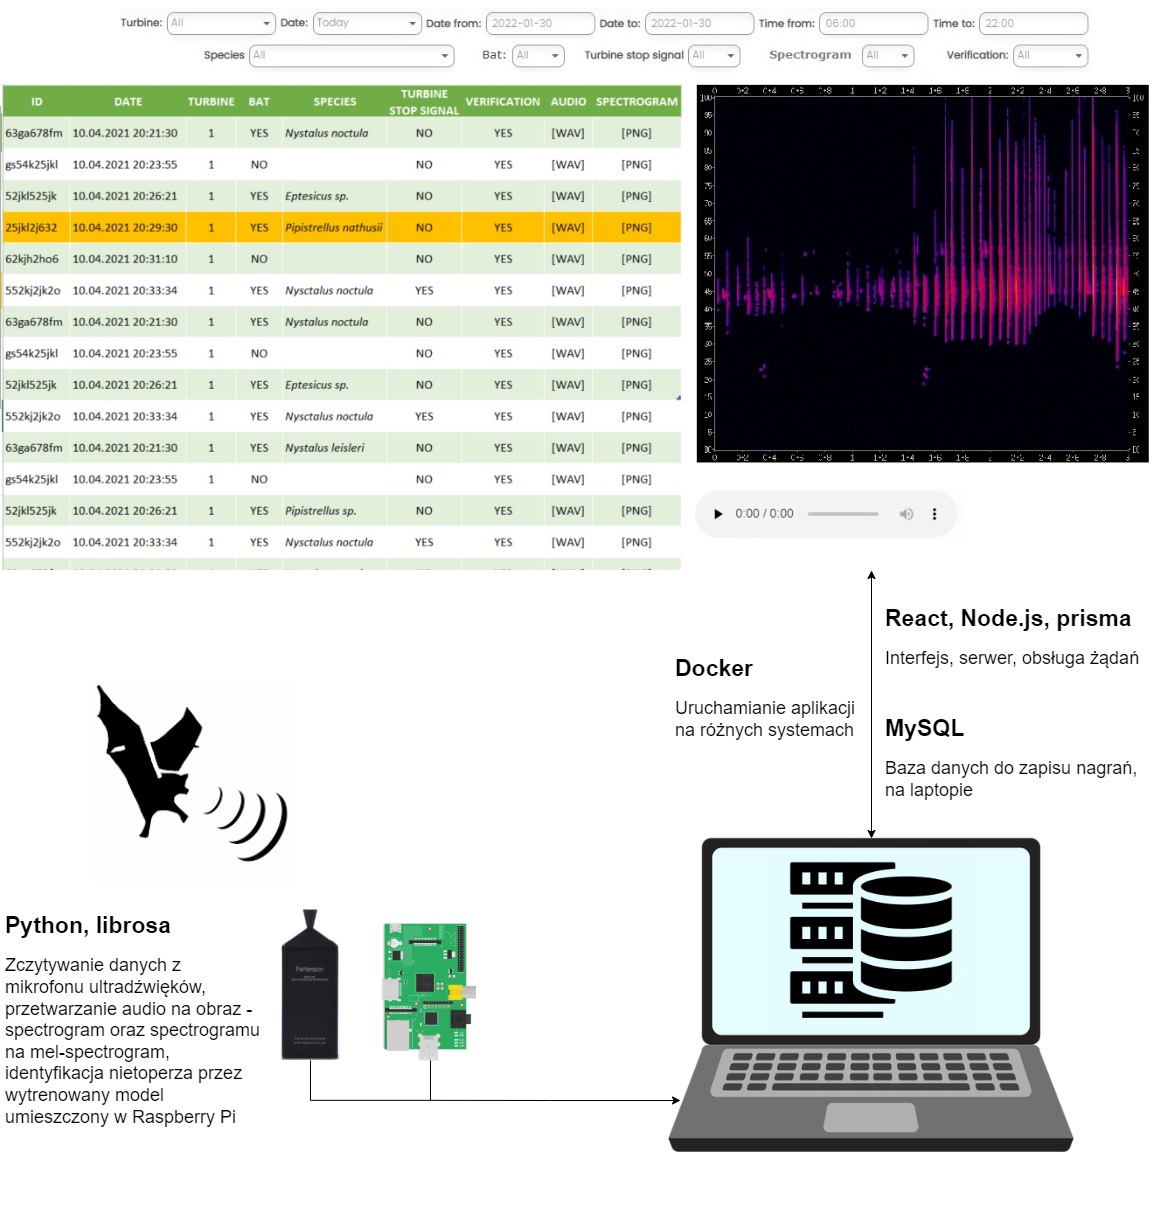 Turbine: All Date: Today Date from: 2022-01-30 Date to: 2022-01-30 Time from: 06:00 Time to: 22:00
Species All Bat: All Turbine stop signal All Spectrogram All Verification: All
ID DATE TURBINE BAT SPECIES TURBINE STOP SIGNAL VERIFICATION AUDIO SPECTROGRAM
63ga678fm 10.04.2021 20:21:30 1 YES Nystalus noctula NO YES [WAV] [PNG]
gs54k25jkl 10.04.2021 20:23:55 1 NO NO YES [WAV] [PNG]
52jkl525jk 10.04.2021 20:26:21 1 YES Eptesicus sp. NO YES [WAV] [PNG]
25jkl2j632 10.04.2021 20:29:30 1 YES Pipistrellus nathusii NO YES [WAV] [PNG]
62kjh2ho6 10.04.2021 20:31:10 1 NO NO YES [WAV] [PNG]
552kj2jk2o 10.04.2021 20:33:34 1 YES Nysctalus noctula YES YES [WAV] [PNG]
63ga678fm 10.04.2021 20:21:30 1 YES Nystalus noctula NO YES [WAV] [PNG]
gs54k25jkl 10.04.2021 20:23:55 1 NO NO YES [WAV] [PNG]
52jkl525jk 10.04.2021 20:26:21 1 YES Eptesicus sp. NO YES [WAV] [PNG]
552kj2jk2o 10.04.2021 20:33:34 1 YES Nysctalus noctula YES YES [WAV] [PNG]
63ga678fm 10.04.2021 20:21:30 1 YES Nystalus leisleri NO YES [WAV] [PNG]
gs54k25jkl 10.04.2021 20:23:55 1 NO NO YES [WAV] [PNG]
52jkl525jk 10.04.2021 20:26:21 1 YES Pipistrellus sp. NO YES [WAV] [PNG]
552kj2jk2o 10.04.2021 20:33:34 1 YES Nysctalus noctula YES YES [WAV] [PNG]
0:00 / 0:00
React, Node.js, prisma
Interfejs, serwer, obsługa żądań
Docker
Uruchamianie aplikacji
na różnych systemach
MySQL
Baza danych do zapisu nagrań,
na laptopie
Python, librosa
Zczytywanie danych z
mikrofonu ultradźwięków,
przetwarzanie audio na obraz -
spectrogram oraz spectrogramu
na mel-spectrogram,
identyfikacja nietoperza przez
wytrenowany model
umieszczony w Raspberry Pi
Pettersson